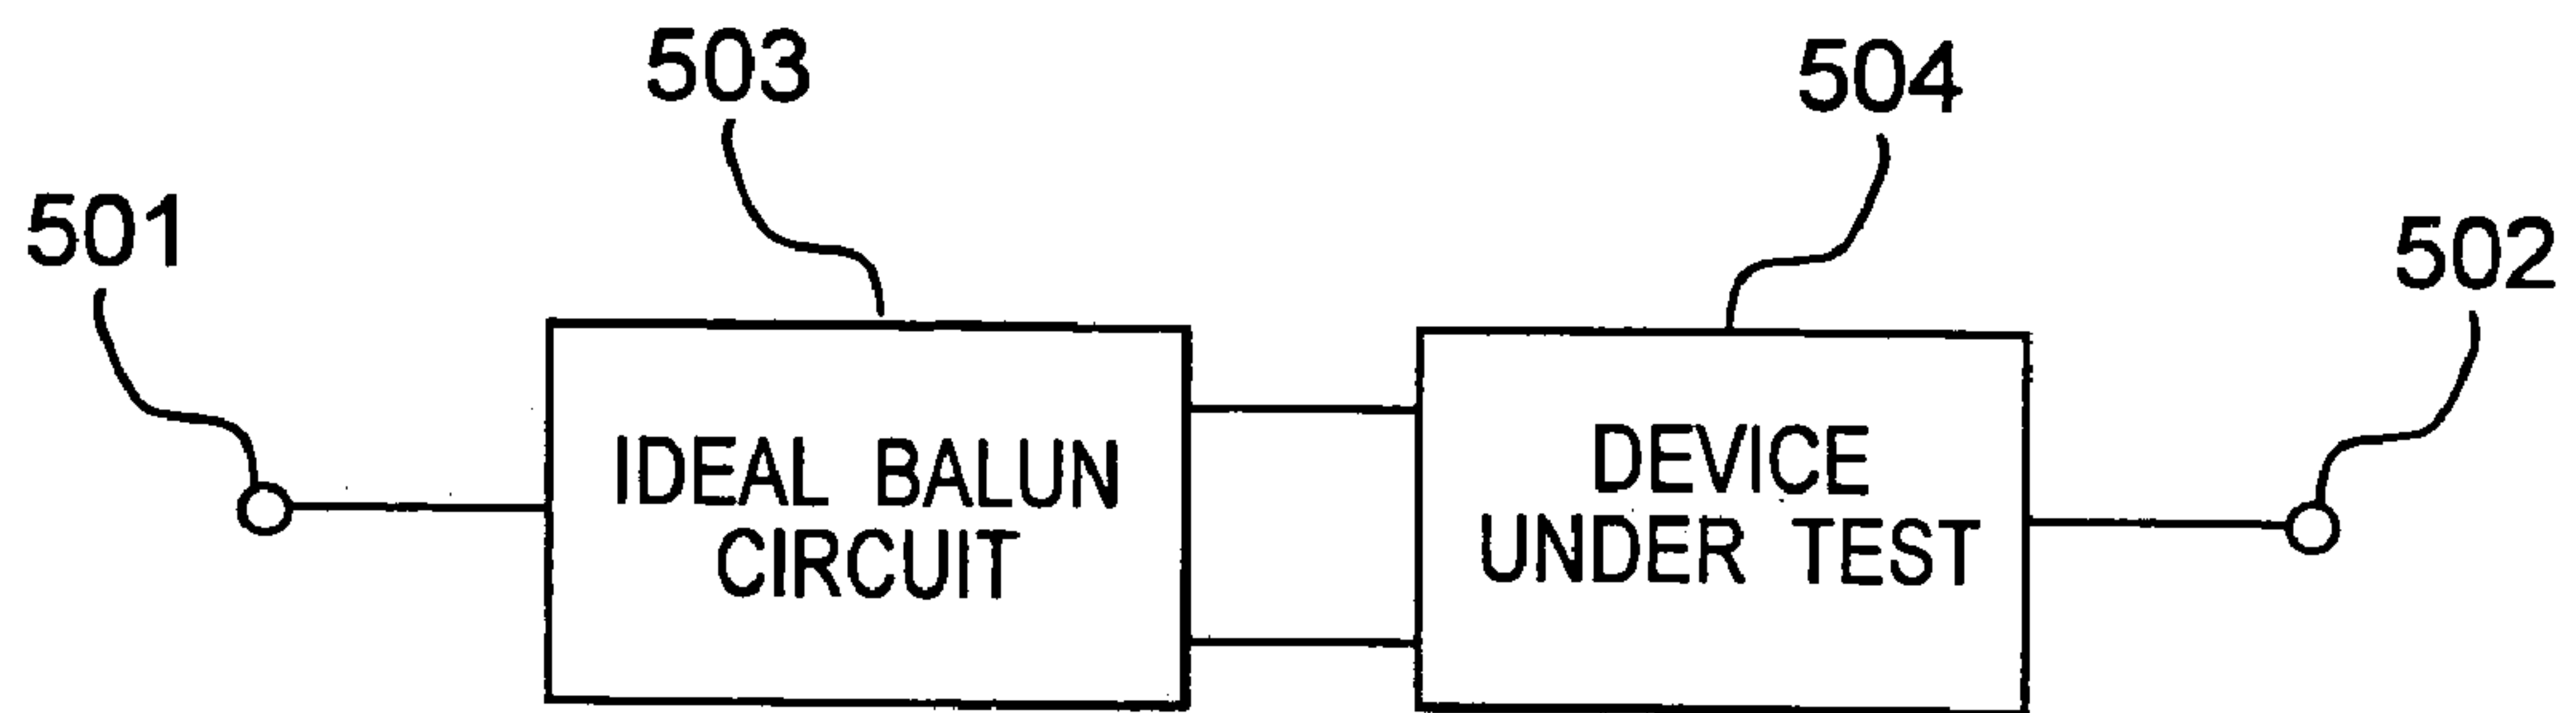 503
504
501
502
IDEAL BALUN
CIRCUIT
DEVICE
UNDER TEST